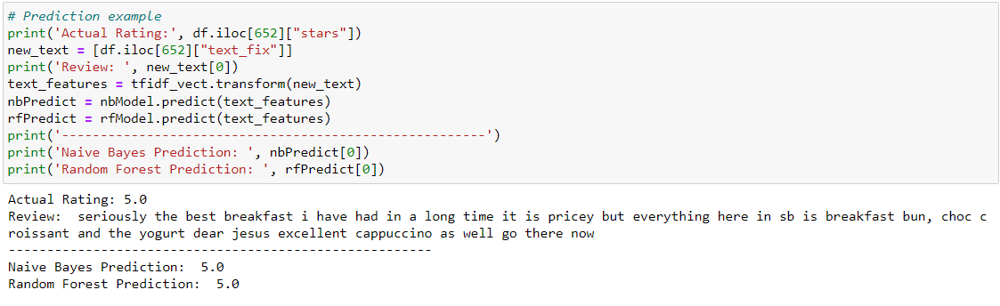 # Prediction example
print('Actual Rating:', df.iloc[652]["stars"])
new_text = [df.iloc[652]["text_fix"]]
print('Review: ', new_text[0])
text_features = tfidf_vect.transform(new_text)
nbPredict = nbModel.predict(text_features)
rfPredict = rfModel.predict(text_features)
print('-------------------------------------------------------')
print('Naive Bayes Prediction: ', nbPredict[0])
print('Random Forest Prediction: ', rfPredict[0])
Actual Rating: 5.0
Review:  seriously the best breakfast i have had in a long time it is pricey but everything here in sb is breakfast bun, choc c
roissant and the yogurt dear jesus excellent cappuccino as well go there now
-------------------------------------------------------
Naive Bayes Prediction:  5.0
Random Forest Prediction:  5.0